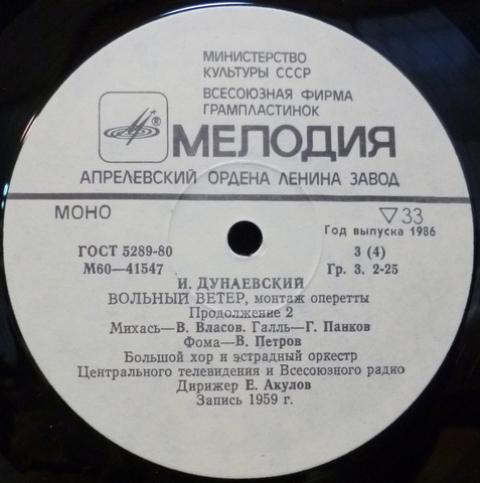 МИНИСТЕРСТВО
КУЛЬТУРЫ СССР
ВСЕСОЮЗНАЯ ФИРМА
ГРАМПЛАСТИНОК
® МЕЛОДИЯ
АПРЕЛЕВСКИЙ ОРДЕНА ЛЕНИНА ЗАВОД
МОНО ▽33
Год выпуска 1986
ГОСТ 5289-80 3 (4)
М60—41547 Гр. 3. 2-25
И. ДУНАЕВСКИЙ
ВОЛЬНЫЙ ВЕТЕР, монтаж оперетты
Продолжение 2
Михась—В. Власов. Галль—Г. Панков
Фома—В. Петров
Большой хор и эстрадный оркестр
Центрального телевидения и Всесоюзного радио
Дирижер Е. Акулов
Запись 1959 г.